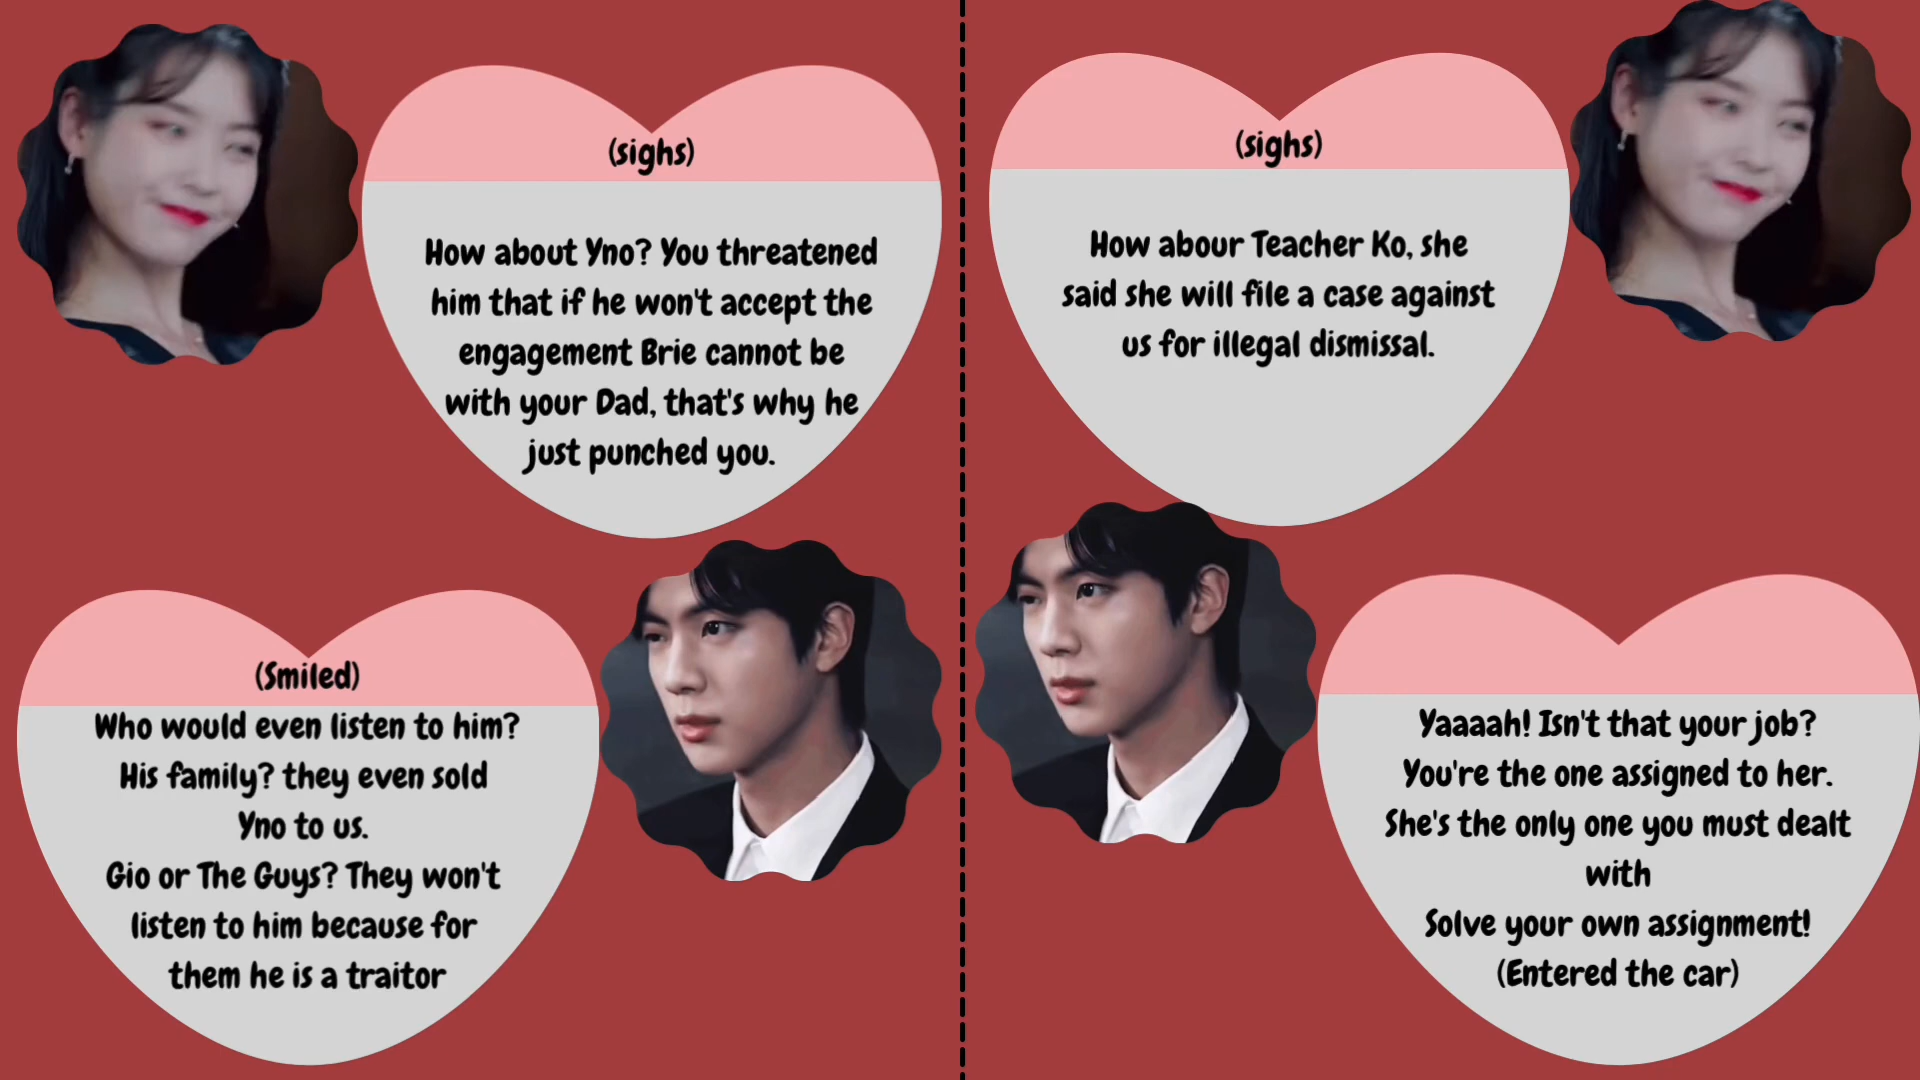 (sighs)
How about Yno? You threatened
him that if he won't accept the
engagement Brie cannot be
with your Dad, that's why he
just punched you.
(Smiled)
Who would even listen to him?
His family? they even sold
Yno to us.
Gio or The Guys? They won't
listen to him because for
them he is a traitor
(sighs)
How abour Teacher Ko, she
said she will file a case against
us for illegal dismissal.
Yaaaah! Isn't that your job?
You're the one assigned to her.
She's the only one you must dealt
with
Solve your own assignment!
(Entered the car)